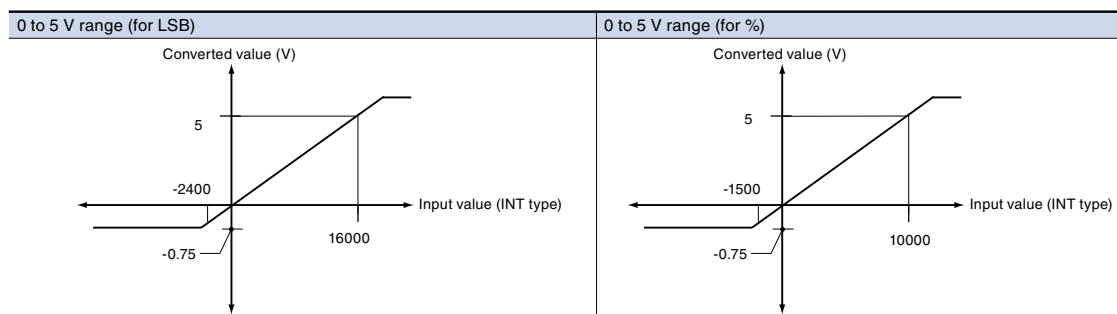 0 to 5 V range (for LSB)
0 to 5 V range (for %)
Converted value (V)
5
-2400
Input value (INT type)
16000
-0.75
Converted value (V)
5
-1500
Input value (INT type)
10000
-0.75